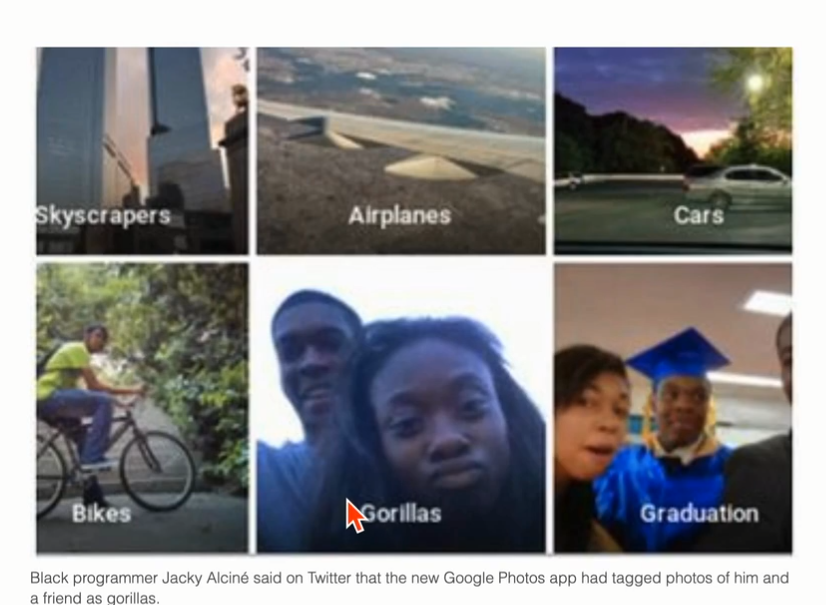 Skyscrapers
Airplanes
Cars
Bikes
Gorillas
Graduation
Black programmer Jacky Alciné said on Twitter that the new Google Photos app had tagged photos of him and
a friend as gorillas.